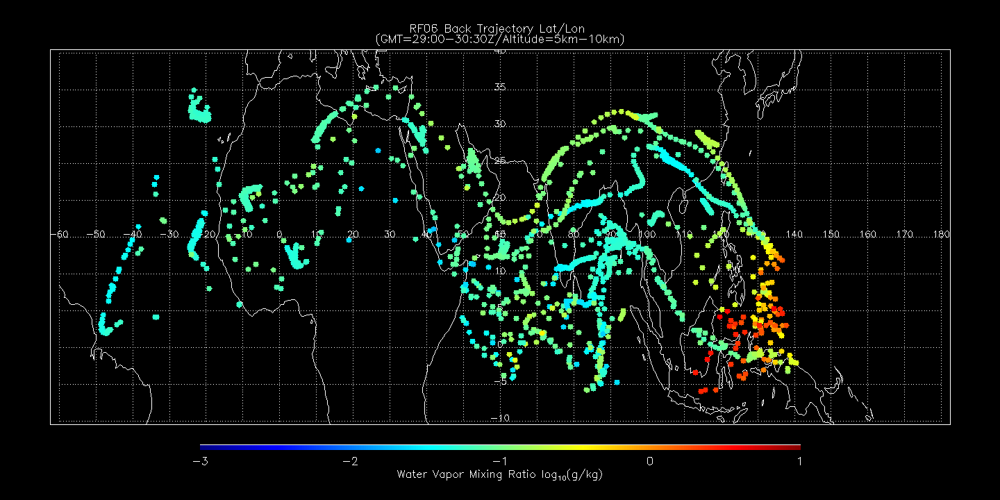 RF06 Back Trajectory Lat/Lon
(GMT=29:00−30:30Z/Altitude=5km−10km)
40
35
30
25
20
−60 −50 −40 −30 −20 −10 0 10 20 30 40 50 60 70 80 90 100 110 120 130 140 150 160 170 180
10
5
0
−5
−10
−3 −2 −1 0 1
Water Vapor Mixing Ratio log₁₀(g/kg)